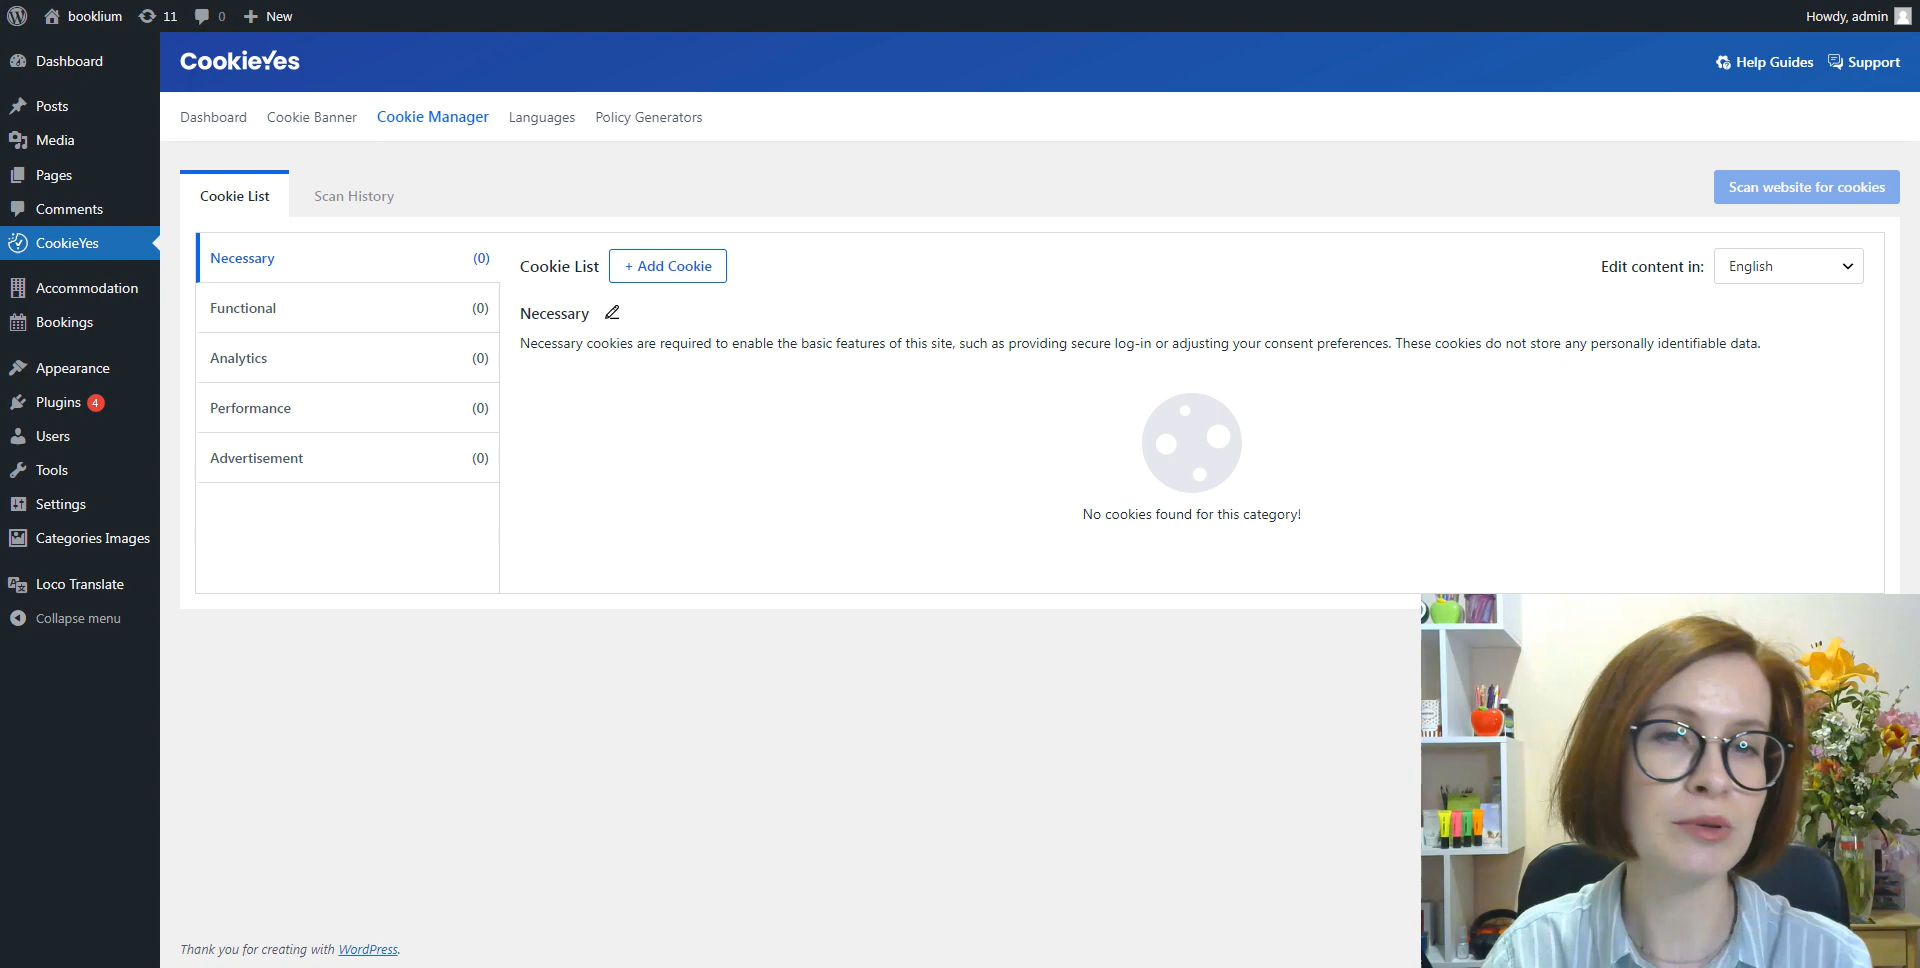 booklium 11 0 New Howdy, admin
CookieYes Help Guides Support
Dashboard Cookie Banner Cookie Manager Languages Policy Generators
Dashboard
Posts
Media
Pages
Comments
CookieYes
Accommodation
Bookings
Appearance
Plugins 4
Users
Tools
Settings
Categories Images
Loco Translate
Collapse menu
Cookie List Scan History Scan website for cookies
Necessary (0)
Functional (0)
Analytics (0)
Performance (0)
Advertisement (0)
Cookie List + Add Cookie Edit content in: English
Necessary
Necessary cookies are required to enable the basic features of this site, such as providing secure log-in or adjusting your consent preferences. These cookies do not store any personally identifiable data.
No cookies found for this category!
Thank you for creating with WordPress.